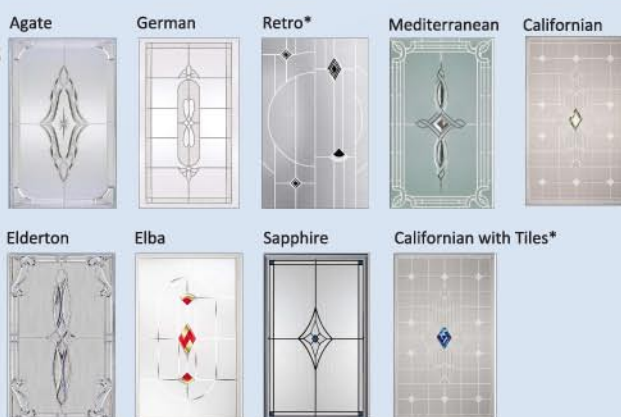 Agate German Retro* Mediterranean Californian
Elderton Elba Sapphire Californian with Tiles*